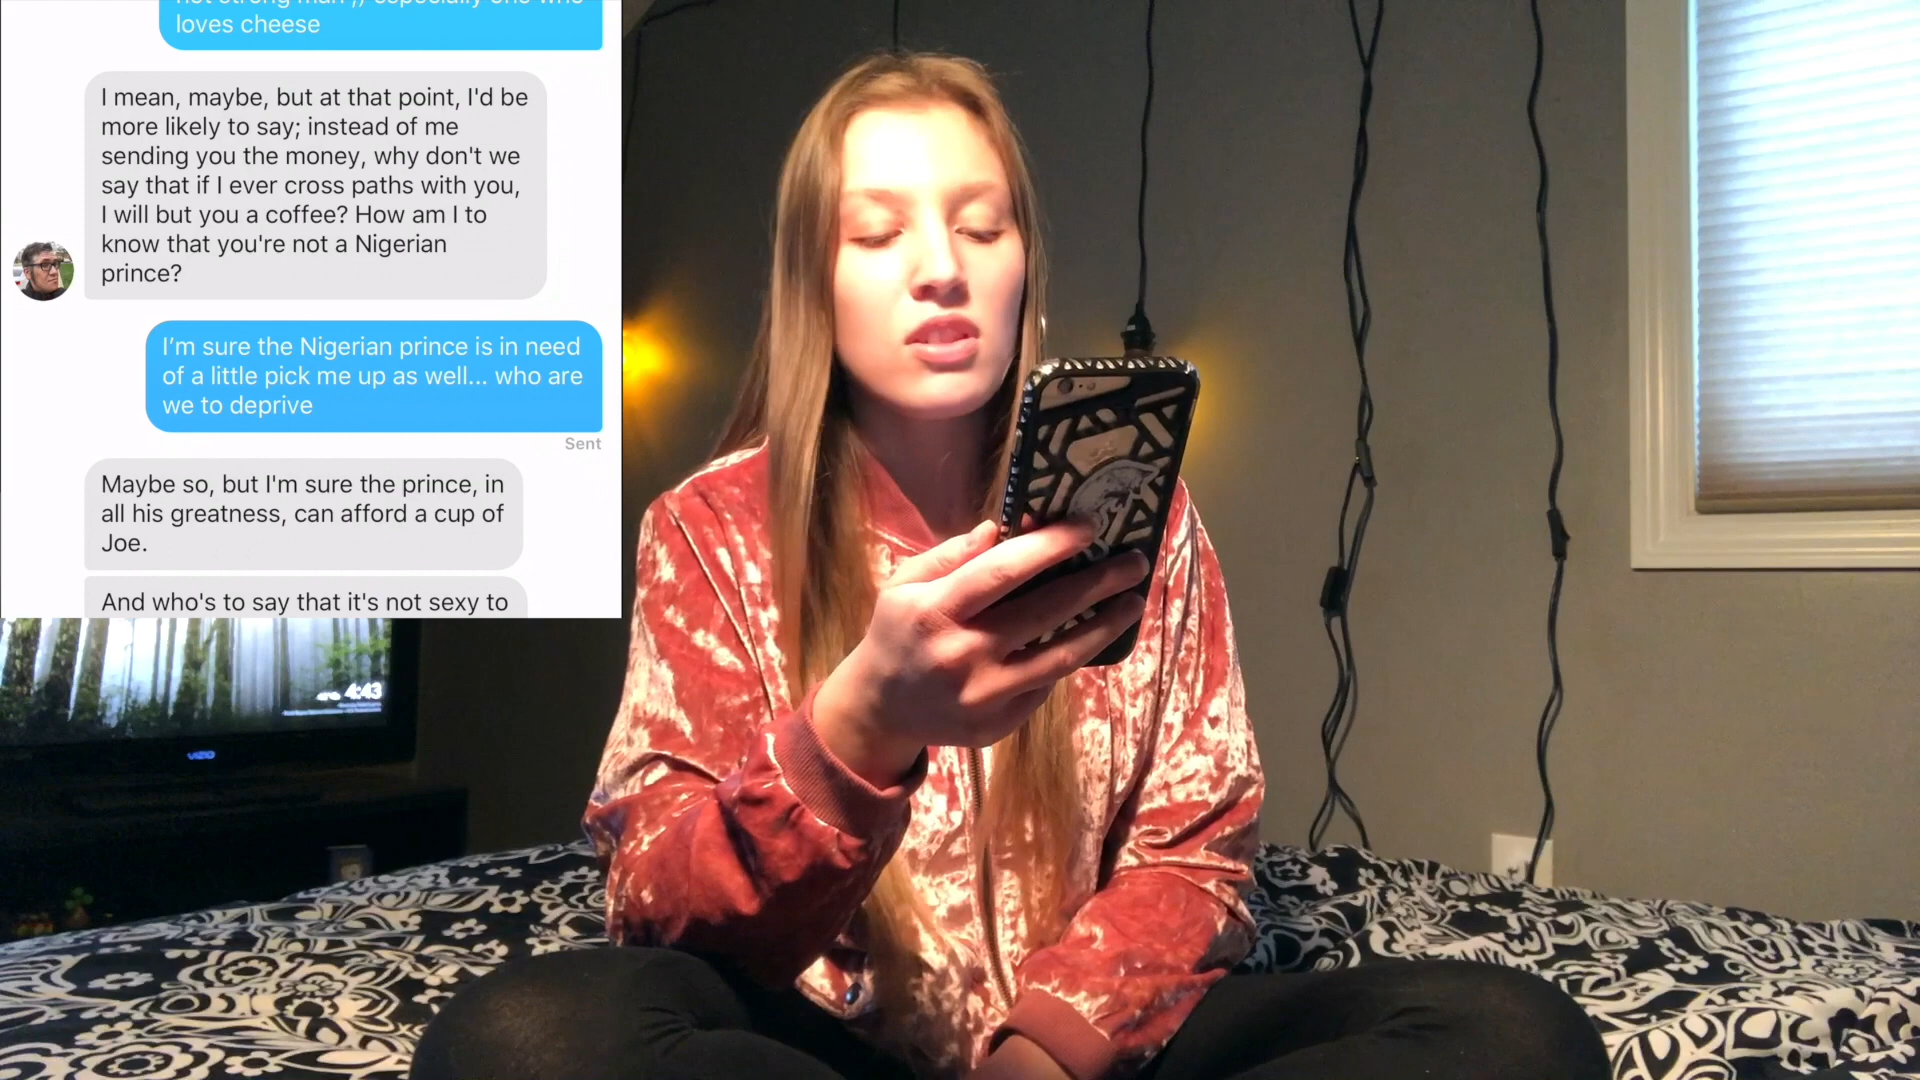 loves cheese
I mean, maybe, but at that point, I'd be
more likely to say; instead of me
sending you the money, why don't we
say that if I ever cross paths with you,
I will but you a coffee? How am I to
know that you're not a Nigerian
prince?
I'm sure the Nigerian prince is in need
of a little pick me up as well... who are
we to deprive
Sent
Maybe so, but I'm sure the prince, in
all his greatness, can afford a cup of
Joe.
And who's to say that it's not sexy to
4:43
VIZIO